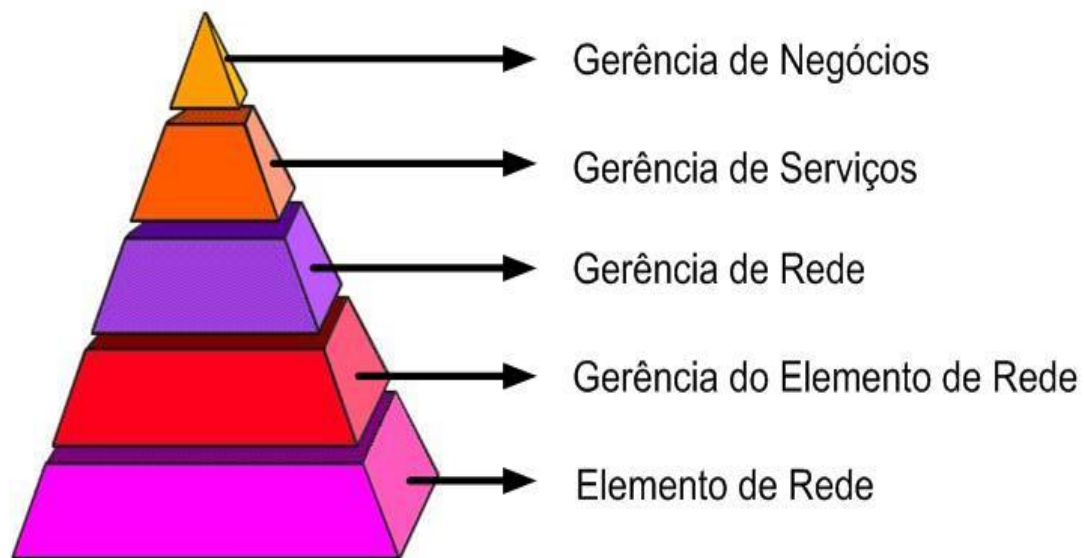 Gerência de Negócios
Gerência de Serviços
Gerência de Rede
Gerência do Elemento de Rede
Elemento de Rede